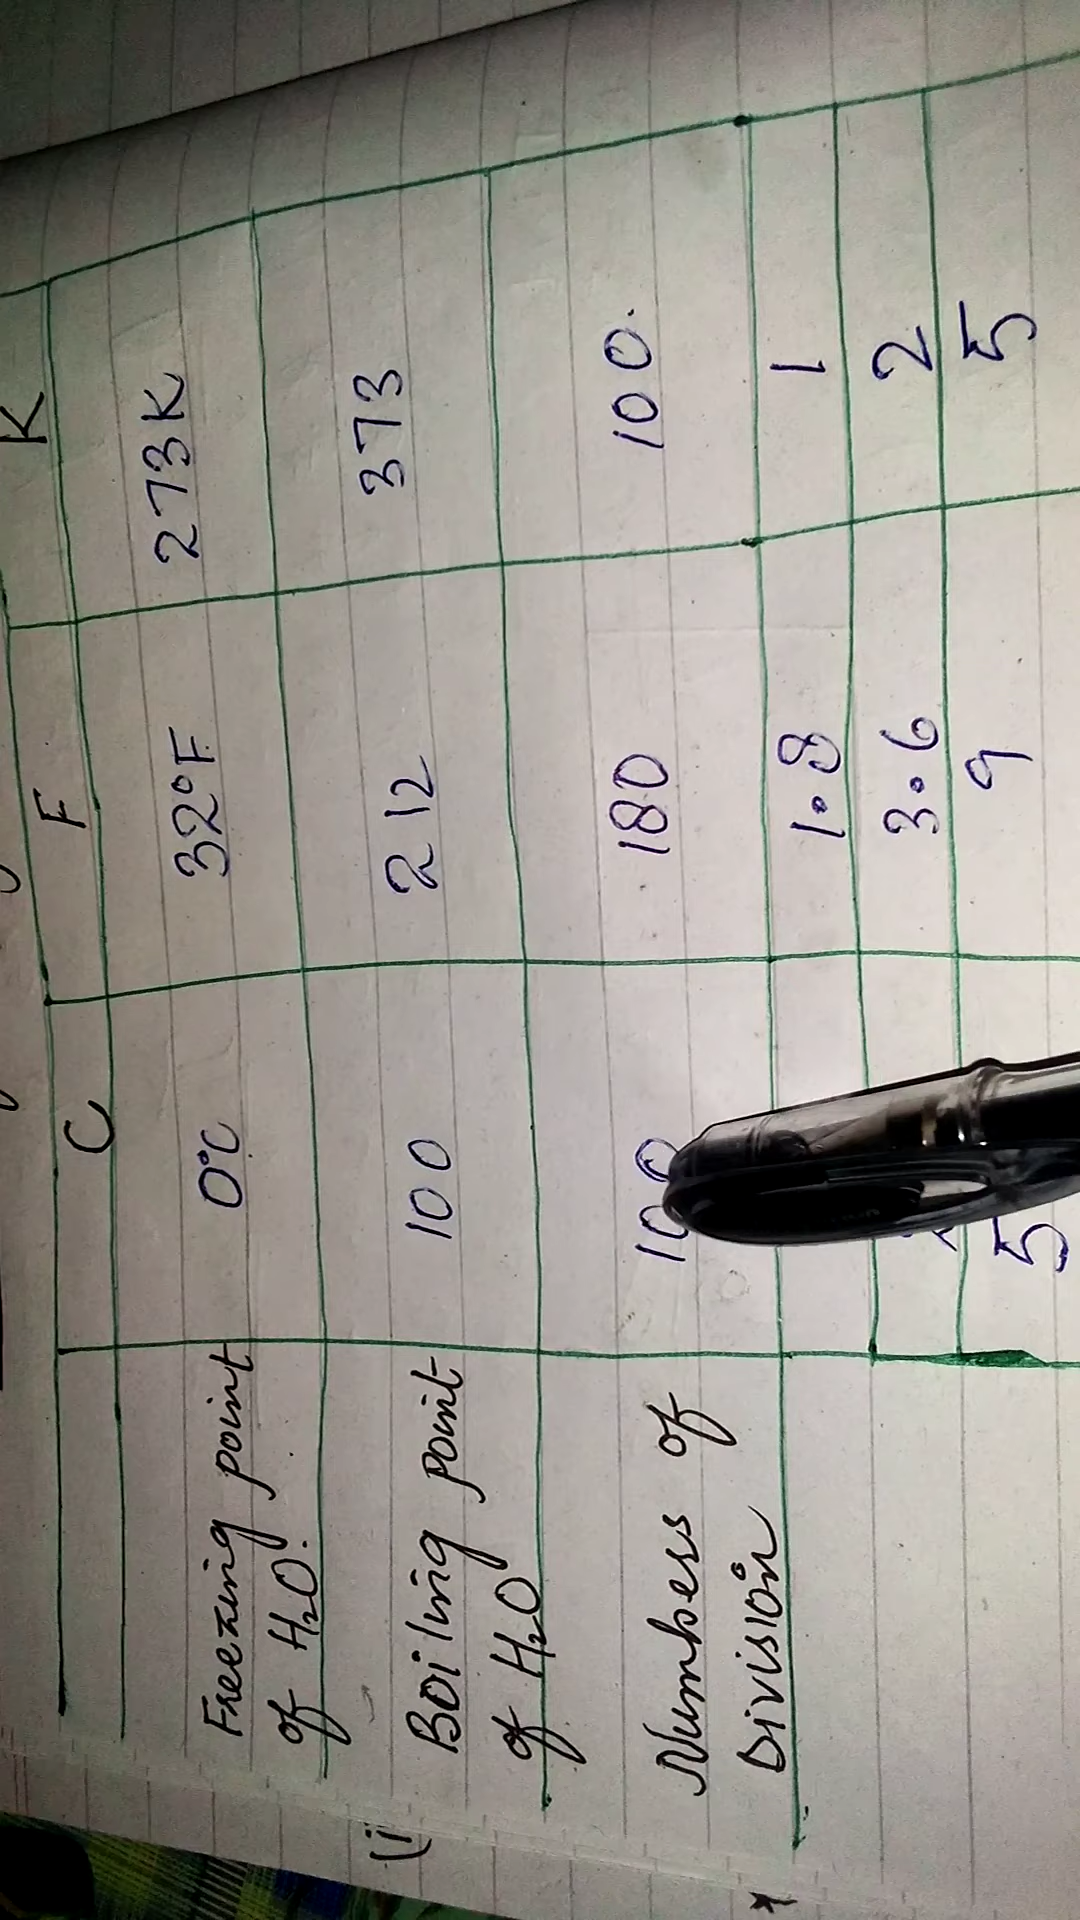 C F K
Freezing point 0°C 32°F 273K
of H₂O.
(i
Boiling point 100 212 373
of H₂O
Numbers of 100 180 100.
Division
1.8 1
3.6 2
5 9 5